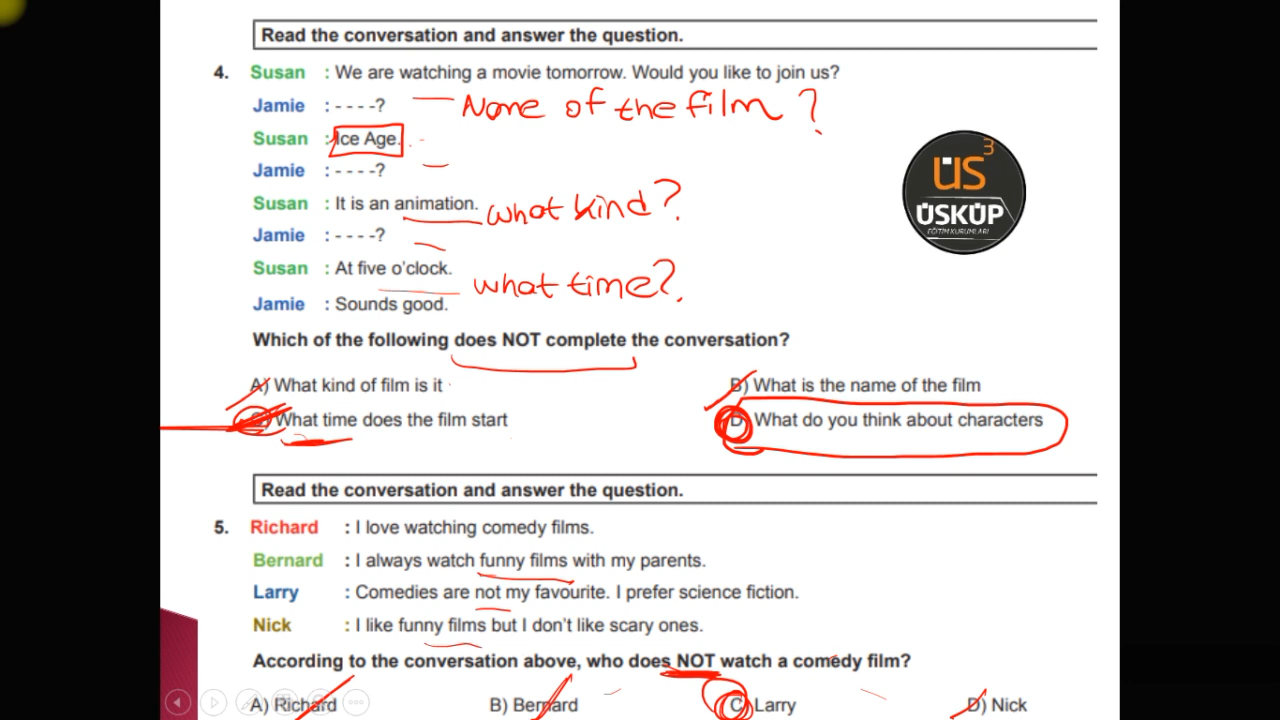 Read the conversation and answer the question.
4. Susan : We are watching a movie tomorrow. Would you like to join us?
Jamie : - - - -? Name of the film ?
Susan : Ice Age.
Jamie : - - - -?
Susan : It is an animation. what kind?
Jamie : - - - -?
Susan : At five o'clock. what time?
Jamie : Sounds good.
Which of the following does NOT complete the conversation?
A) What kind of film is it B) What is the name of the film
C) What time does the film start D) What do you think about characters
ÜS3
ÜSKÜP
EĞİTİM KURUMLARI
Read the conversation and answer the question.
5. Richard : I love watching comedy films.
Bernard : I always watch funny films with my parents.
Larry : Comedies are not my favourite. I prefer science fiction.
Nick : I like funny films but I don't like scary ones.
According to the conversation above, who does NOT watch a comedy film?
A) Richard B) Bernard C) Larry D) Nick